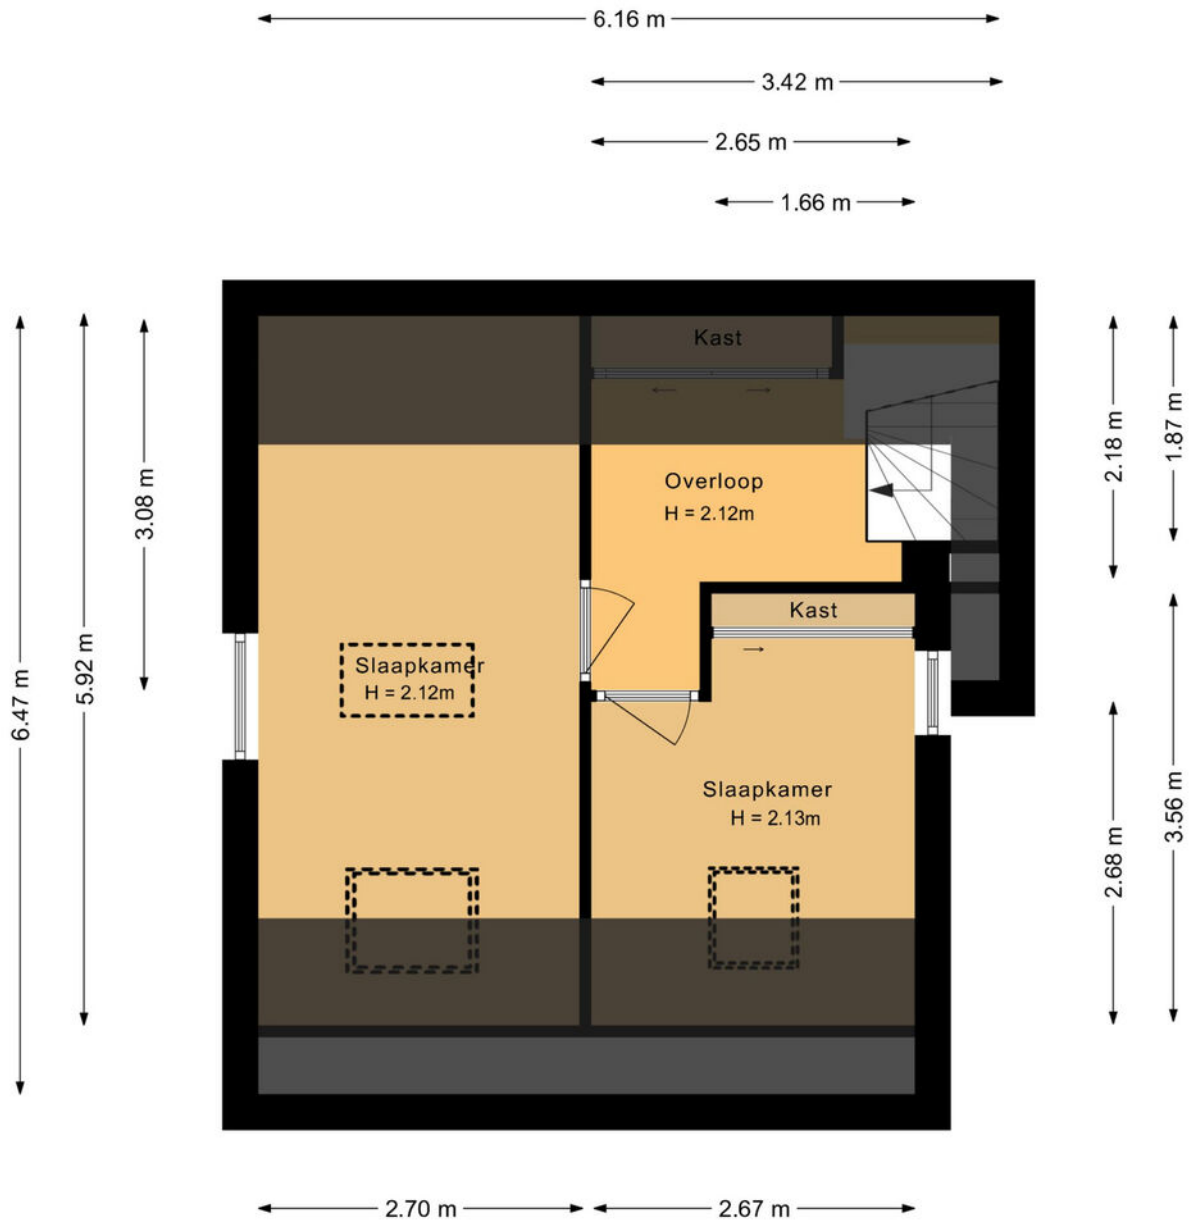 6.16 m
3.42 m
2.65 m
1.66 m
Kast
Overloop
H = 2.12m
Kast
Slaapkamer
H = 2.12m
Slaapkamer
H = 2.13m
6.47 m
5.92 m
3.08 m
2.18 m
1.87 m
2.68 m
3.56 m
2.70 m
2.67 m